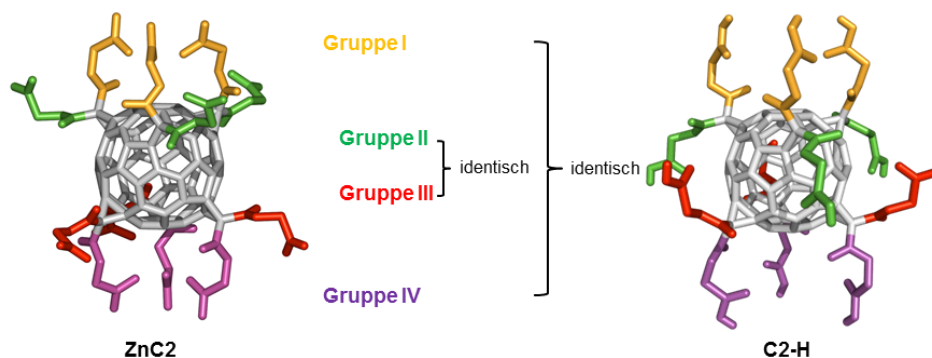 Gruppe I
Gruppe II
identisch
identisch
Gruppe III
Gruppe IV
ZnC2
C2-H